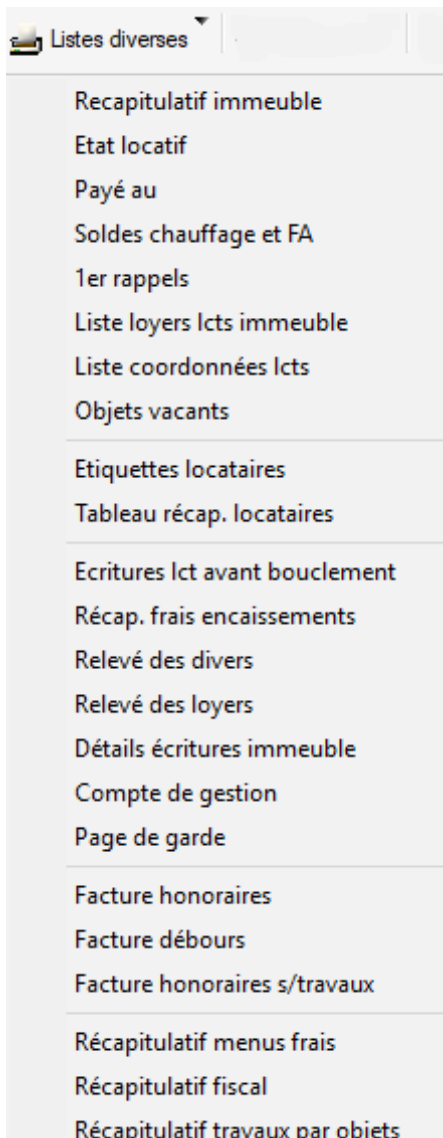 Listes diverses
Recapitulatif immeuble
Etat locatif
Payé au
Soldes chauffage et FA
1er rappels
Liste loyers lcts immeuble
Liste coordonnées lcts
Objets vacants
Etiquettes locataires
Tableau récap. locataires
Ecritures lct avant bouclement
Récap. frais encaissements
Relevé des divers
Relevé des loyers
Détails écritures immeuble
Compte de gestion
Page de garde
Facture honoraires
Facture débours
Facture honoraires s/travaux
Récapitulatif menus frais
Récapitulatif fiscal
Récapitulatif travaux par objets